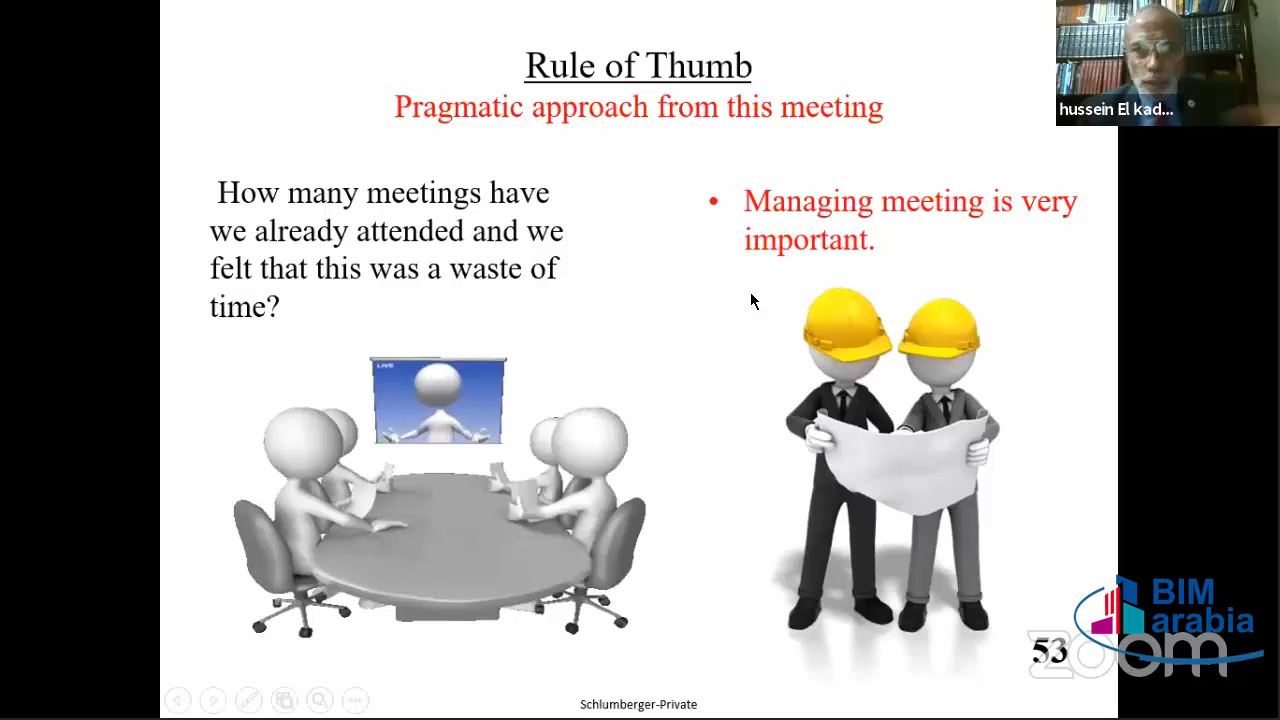 Rule of Thumb
Pragmatic approach from this meeting
hussein El kad...
How many meetings have
we already attended and we
felt that this was a waste of
time?
• Managing meeting is very
important.
LIVE
BIM
arabia
53
zoom
Schlumberger-Private